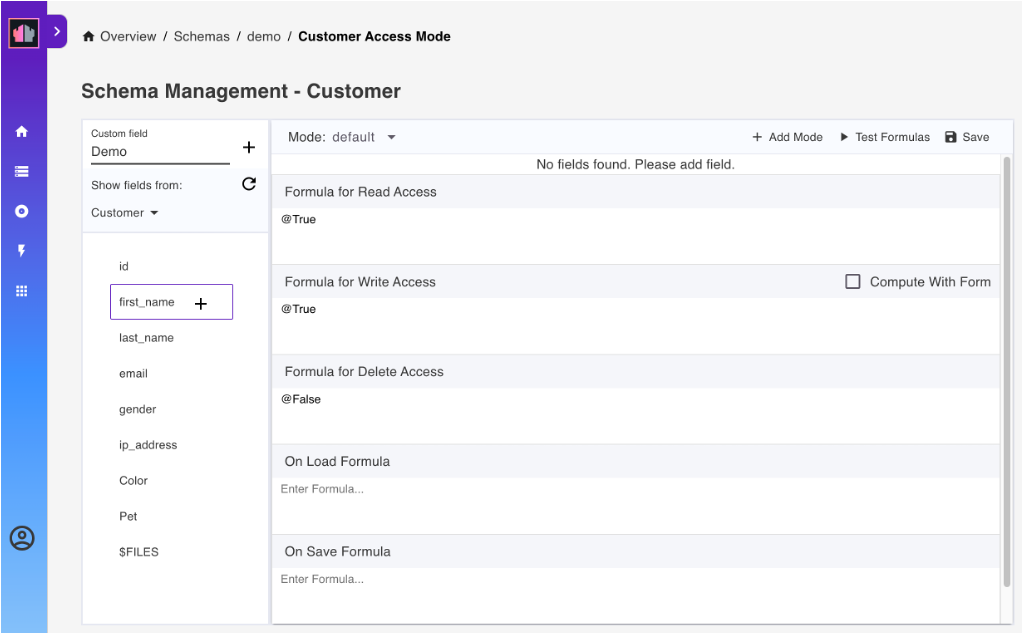 Overview / Schemas / demo / Customer Access Mode
Schema Management - Customer
Custom field
Demo
Show fields from:
Customer
id
first_name
last_name
email
gender
ip_address
Color
Pet
$FILES
Mode: default
Add Mode
Test Formulas
Save
No fields found. Please add field.
Formula for Read Access
@True
Formula for Write Access
Compute With Form
@True
Formula for Delete Access
@False
On Load Formula
Enter Formula...
On Save Formula
Enter Formula...